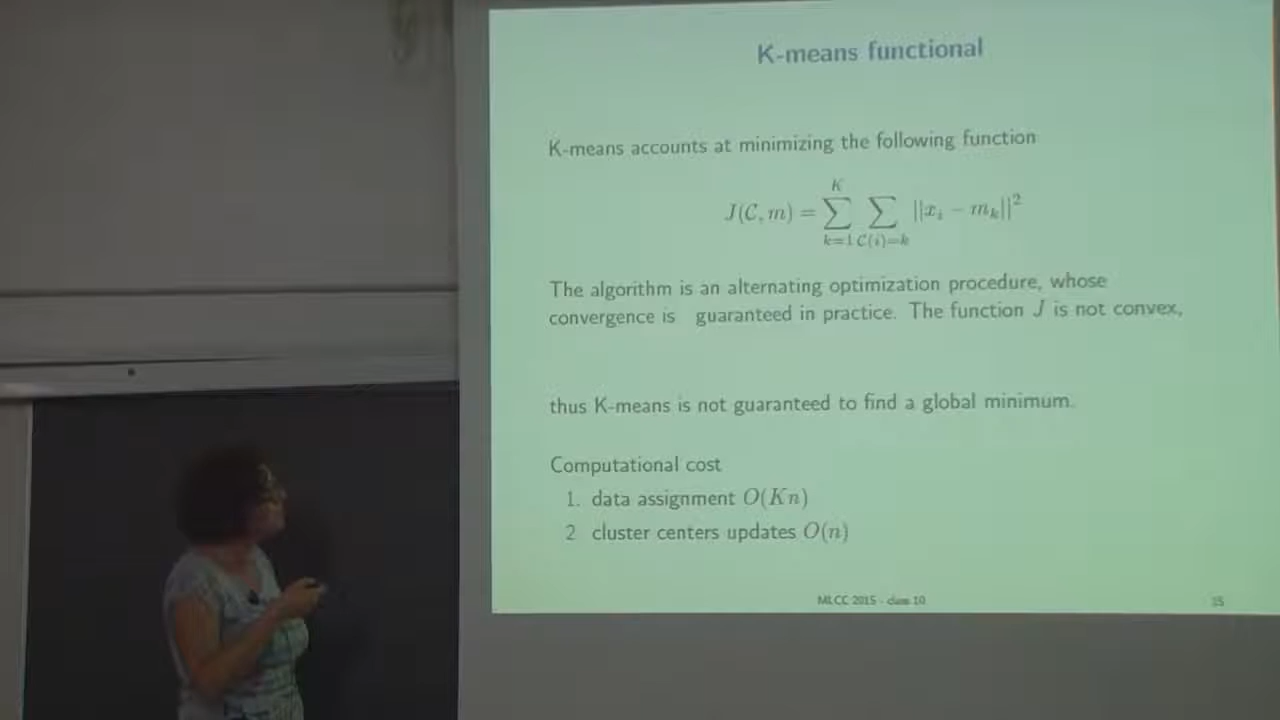 K-means functional
K-means accounts at minimizing the following function
J(C, m) = ∑_{k=1}^{K} ∑_{C(i)=k} ||x_i − m_k||^2
The algorithm is an alternating optimization procedure, whose
convergence is guaranteed in practice. The function J is not convex,
thus K-means is not guaranteed to find a global minimum.
Computational cost
1. data assignment O(Kn)
2 cluster centers updates O(n)
MLCC 2015 - class 10